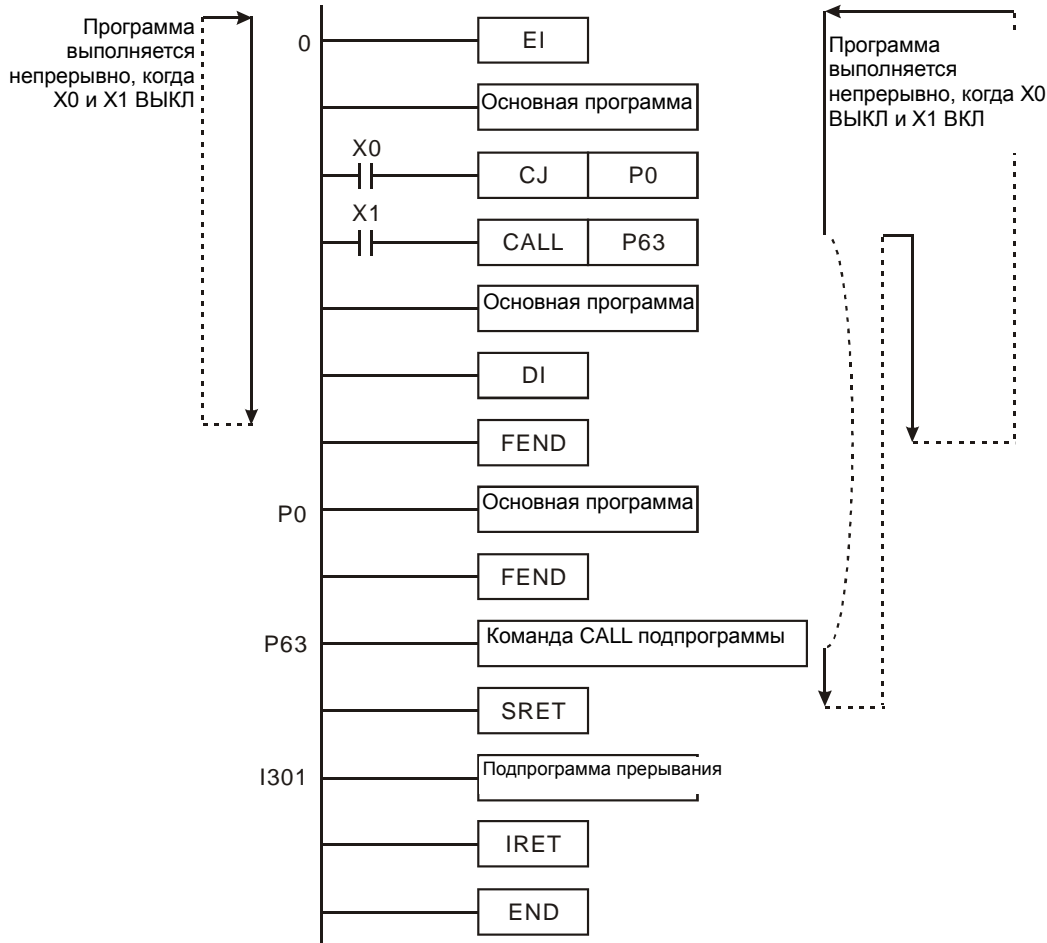 Программа
выполняется
непрерывно, когда
X0 и X1 ВЫКЛ
0
EI
Программа
выполняется
непрерывно, когда X0
ВЫКЛ и X1 ВКЛ
Основная программа
X0
CJ P0
X1
CALL P63
Основная программа
DI
FEND
P0
Основная программа
FEND
P63
Команда CALL подпрограммы
SRET
I301
Подпрограмма прерывания
IRET
END